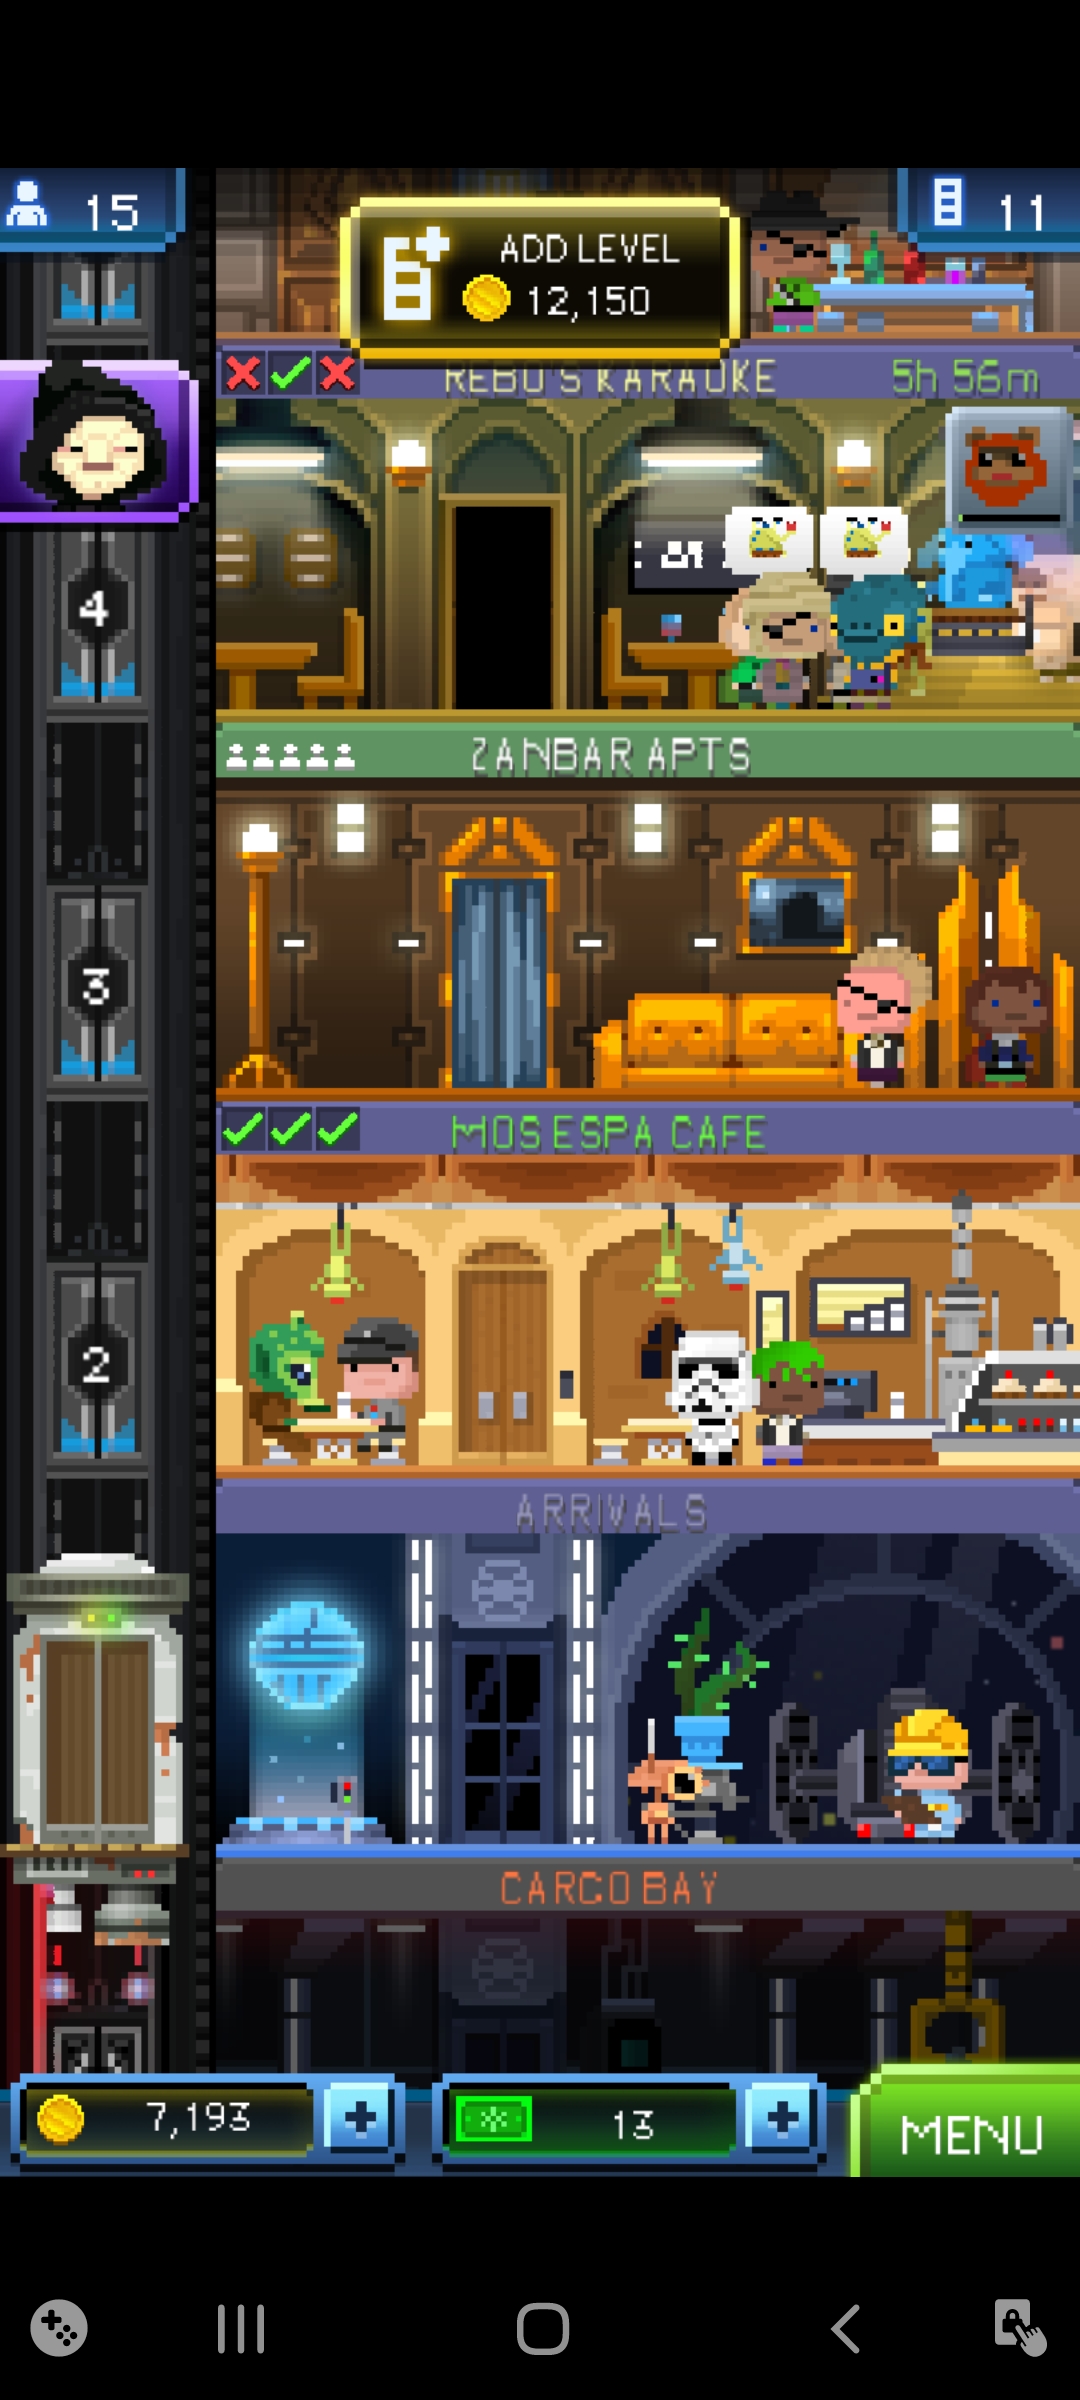 15
ADD LEVEL
12,150
11
REBO'S KARAOKE
5h 56m
4
ZANBAR APTS
3
MOS ESPA CAFE
2
ARRIVALS
CARGO BAY
7,193
13
MENU